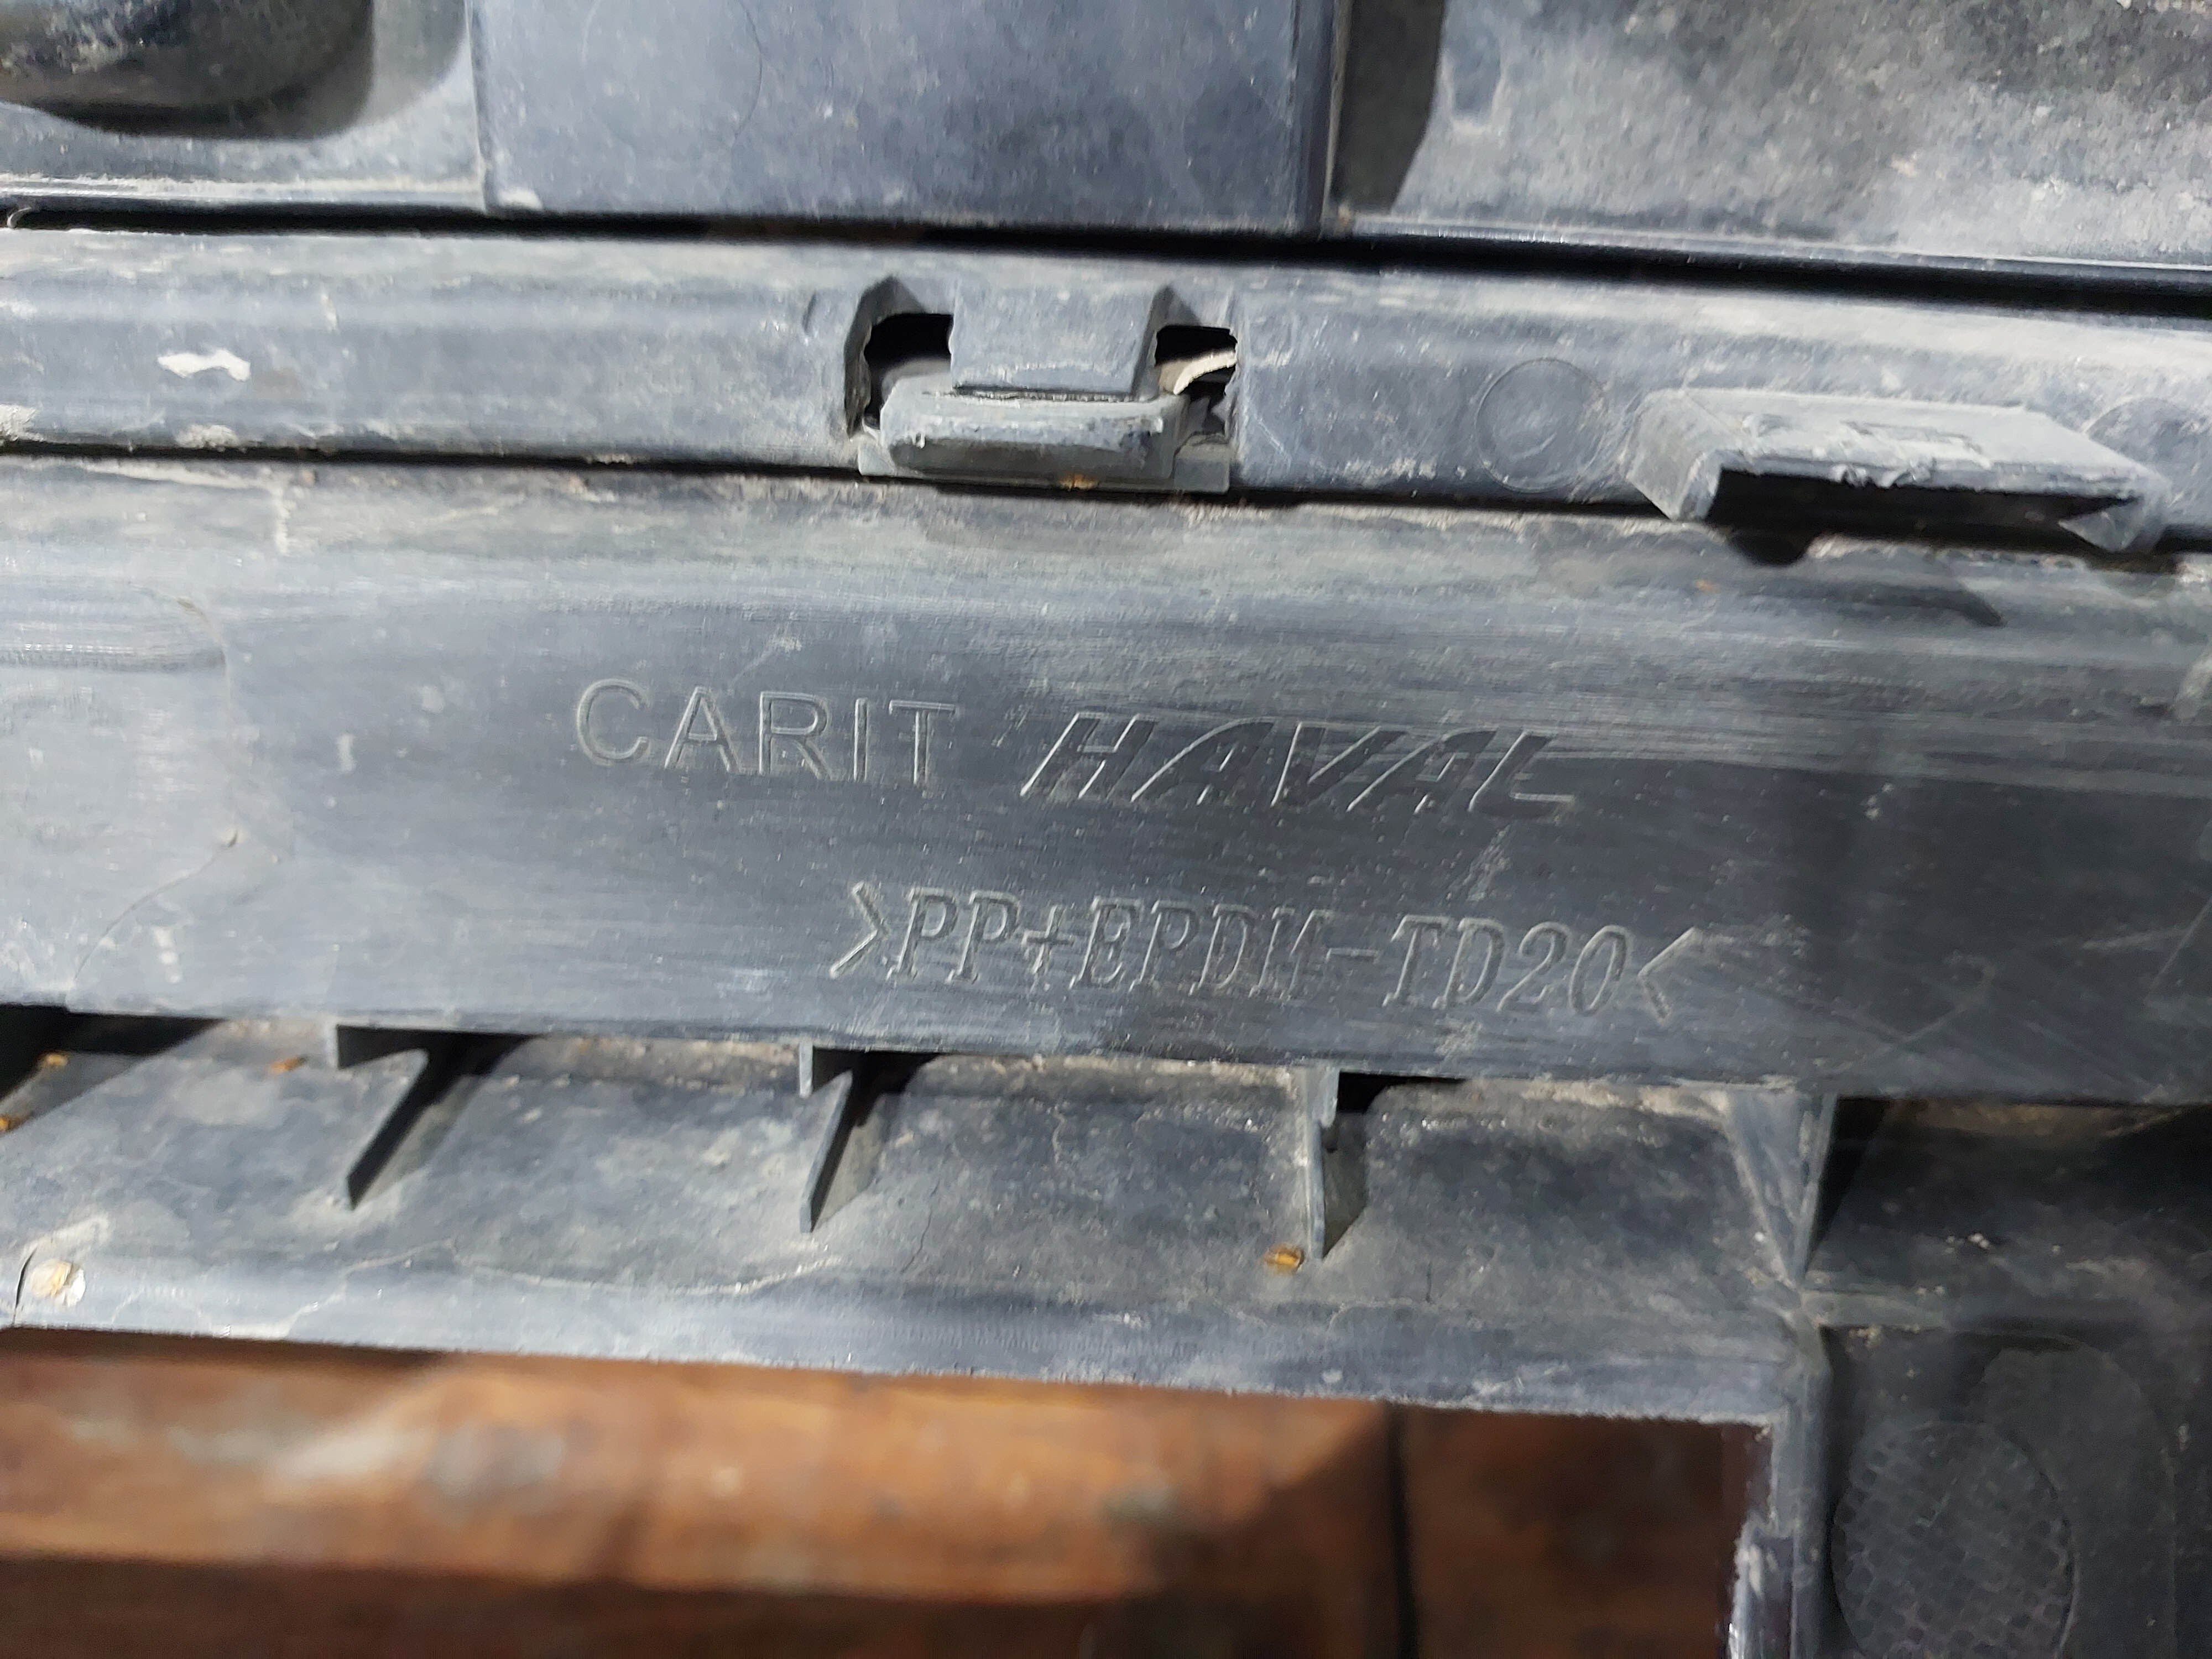 CARIT HAVAL
>PP+EPDM-TD20<